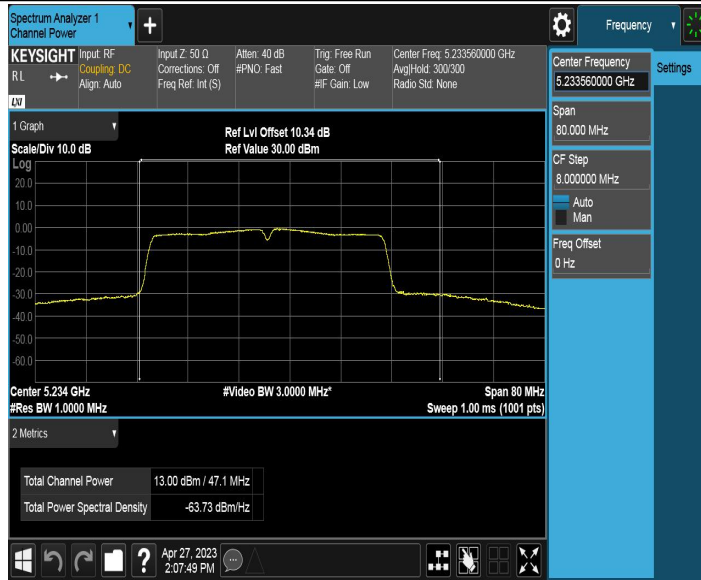 Spectrum Analyzer 1
Channel Power
Frequency
KEYSIGHT
RL
LXI
Input: RF
Coupling: DC
Align: Auto
Input Z: 50 Ω
Corrections: Off
Freq Ref: Int (S)
Atten: 40 dB
#PNO: Fast
Trig: Free Run
Gate: Off
#IF Gain: Low
Center Freq: 5.233560000 GHz
Avg|Hold: 300/300
Radio Std: None
Center Frequency
5.233560000 GHz
Settings
Span
80.000 MHz
CF Step
8.000000 MHz
Auto
Man
Freq Offset
0 Hz
1 Graph
Scale/Div 10.0 dB
Ref Lvl Offset 10.34 dB
Ref Value 30.00 dBm
Log
20.0
10.0
0.00
-10.0
-20.0
-30.0
-40.0
-50.0
-60.0
Center 5.234 GHz
#Video BW 3.0000 MHz*
Span 80 MHz
#Res BW 1.0000 MHz
Sweep 1.00 ms (1001 pts)
2 Metrics
Total Channel Power 13.00 dBm / 47.1 MHz
Total Power Spectral Density -63.73 dBm/Hz
?
Apr 27, 2023
2:07:49 PM